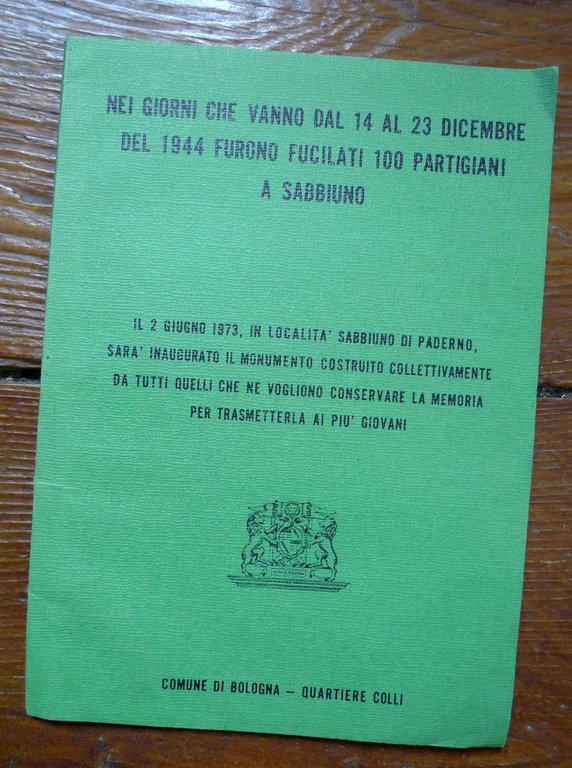 NEI GIORNI CHE VANNO DAL 14 AL 23 DICEMBRE
DEL 1944 FURONO FUCILATI 100 PARTIGIANI
A SABBIUNO
IL 2 GIUGNO 1973, IN LOCALITA' SABBIUNO DI PADERNO,
SARA' INAUGURATO IL MONUMENTO COSTRUITO COLLETTIVAMENTE
DA TUTTI QUELLI CHE NE VOGLIONO CONSERVARE LA MEMORIA
PER TRASMETTERLA AI PIU' GIOVANI
COMUNE DI BOLOGNA — QUARTIERE COLLI